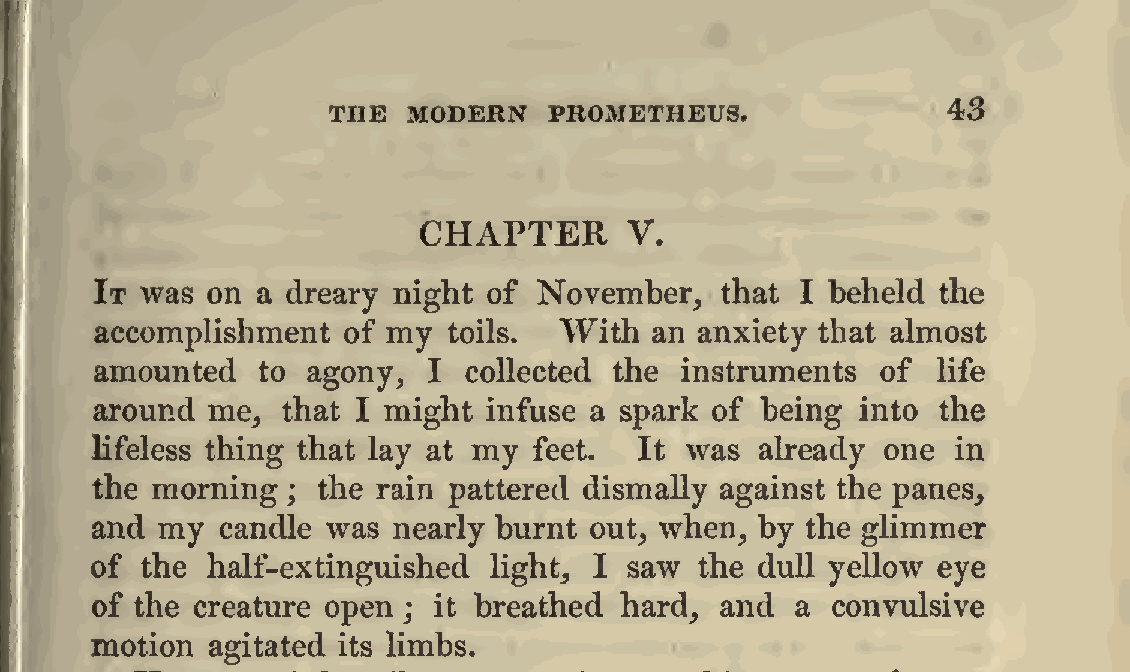 THE MODERN PROMETHEUS. 43
CHAPTER V.
It was on a dreary night of November, that I beheld the
accomplishment of my toils. With an anxiety that almost
amounted to agony, I collected the instruments of life
around me, that I might infuse a spark of being into the
lifeless thing that lay at my feet. It was already one in
the morning; the rain pattered dismally against the panes,
and my candle was nearly burnt out, when, by the glimmer
of the half-extinguished light, I saw the dull yellow eye
of the creature open; it breathed hard, and a convulsive
motion agitated its limbs.